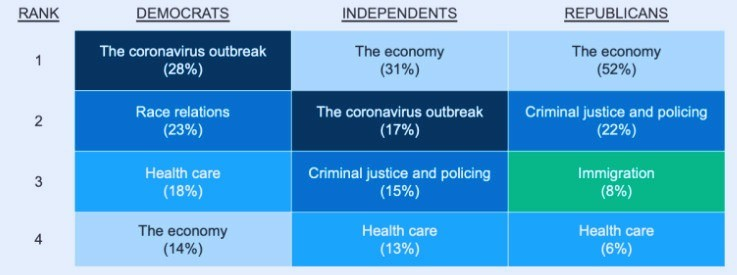 RANK DEMOCRATS INDEPENDENTS REPUBLICANS
1 The coronavirus outbreak The economy The economy
(28%) (31%) (52%)
2 Race relations The coronavirus outbreak Criminal justice and policing
(23%) (17%) (22%)
3 Health care Criminal justice and policing Immigration
(18%) (15%) (8%)
4 The economy Health care Health care
(14%) (13%) (6%)